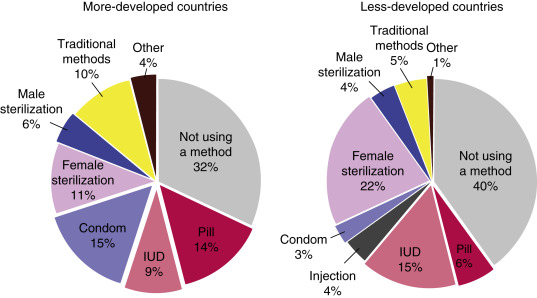 More-developed countries
Traditional
methods
10%
Other
4%
Male
sterilization
6%
Not using
a method
32%
Female
sterilization
11%
Condom
15%
IUD
9%
Pill
14%
Less-developed countries
Traditional
methods
5%
Other
1%
Male
sterilization
4%
Not using
a method
40%
Female
sterilization
22%
Condom
3%
Injection
4%
IUD
15%
Pill
6%